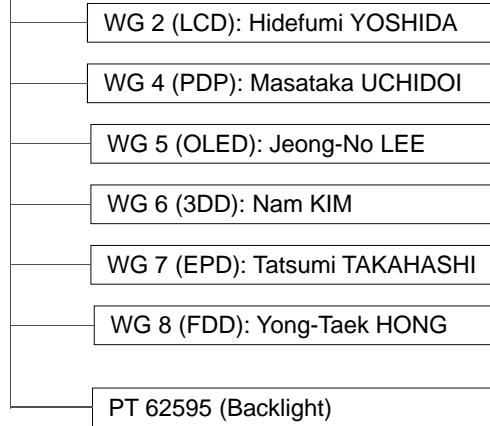 WG 2 (LCD): Hidefumi YOSHIDA
WG 4 (PDP): Masataka UCHIDOI
WG 5 (OLED): Jeong-No LEE
WG 6 (3DD): Nam KIM
WG 7 (EPD): Tatsumi TAKAHASHI
WG 8 (FDD): Yong-Taek HONG
PT 62595 (Backlight)